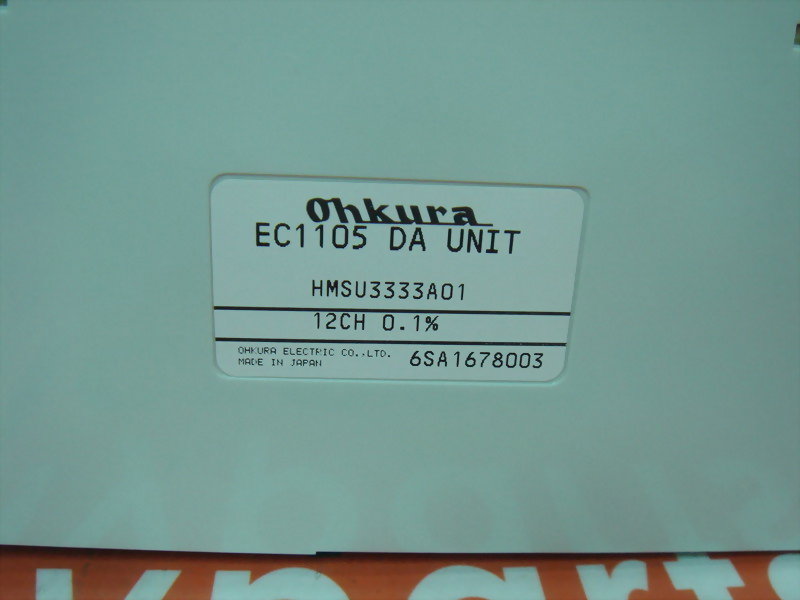 Ohkura
EC1105 DA UNIT
HMSU3333A01
12CH 0.1%
OHKURA ELECTRIC CO.,LTD.
MADE IN JAPAN
6SA1678003